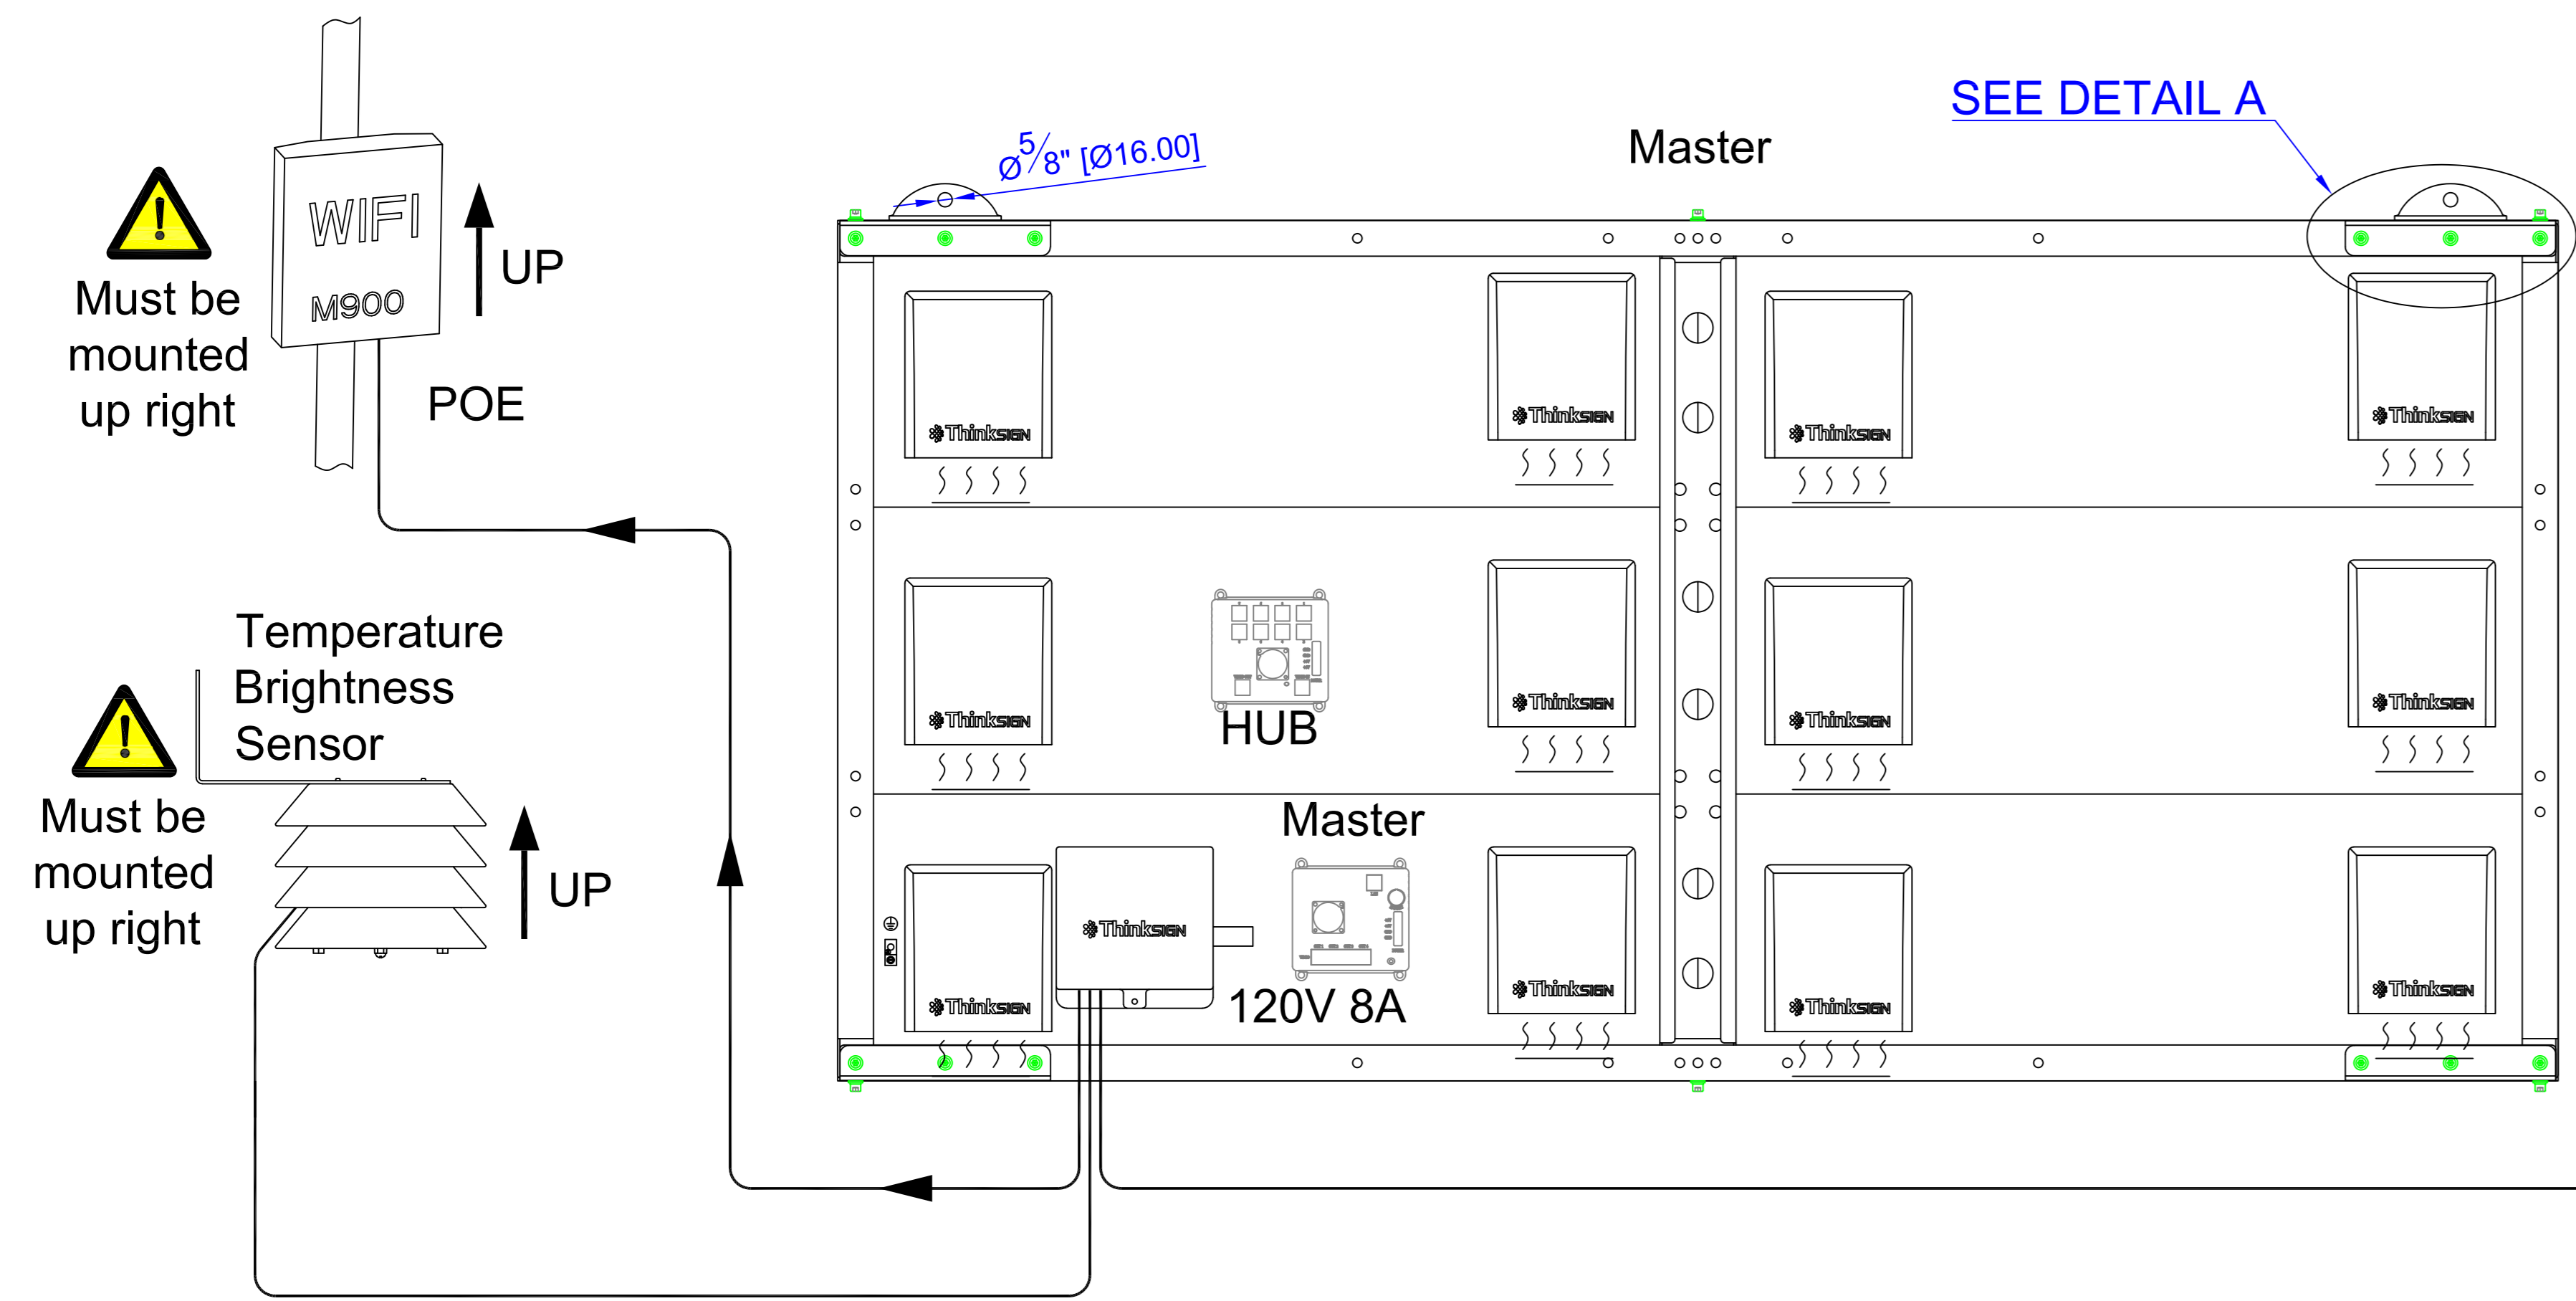 SEE DETAIL A
Master
Ø5/8" [Ø16.00]
WIFI
M900
UP
Must be
mounted
up right
POE
ThinkSIGN
ThinkSIGN
ThinkSIGN
ThinkSIGN
Temperature
Brightness
Sensor
Must be
mounted
up right
UP
ThinkSIGN
ThinkSIGN
ThinkSIGN
ThinkSIGN
HUB
Master
ThinkSIGN
ThinkSIGN
ThinkSIGN
ThinkSIGN
ThinkSIGN
120V 8A